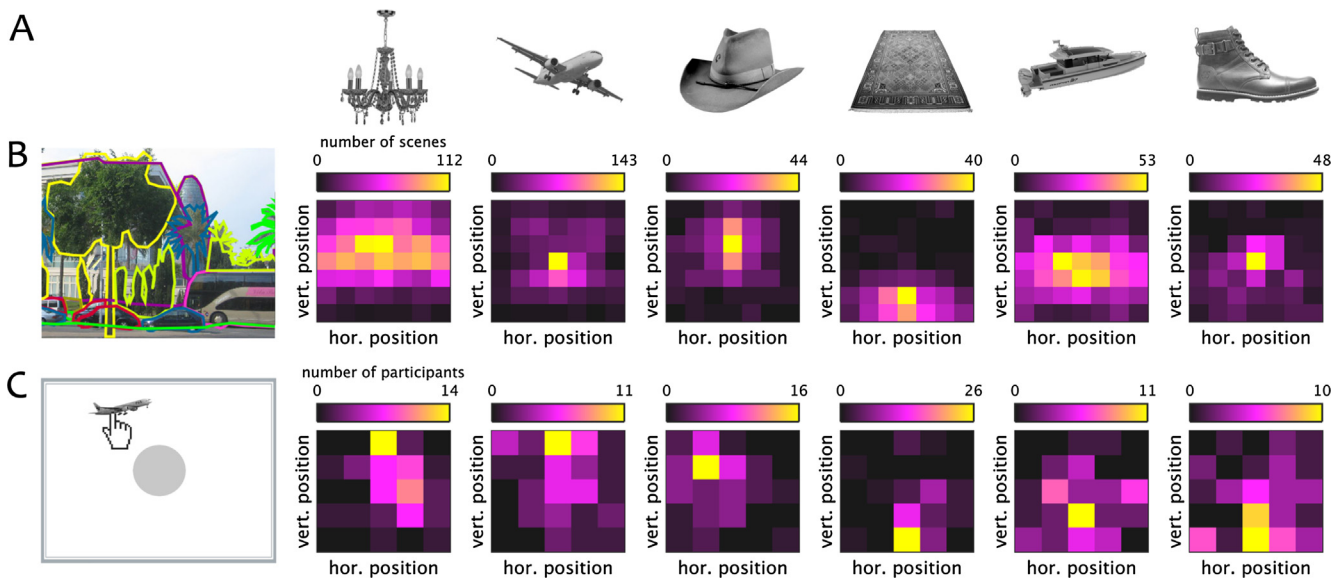 A
B
number of scenes
0 112
0 143
0 44
0 40
0 53
0 48
vert. position
hor. position
vert. position
hor. position
vert. position
hor. position
vert. position
hor. position
vert. position
hor. position
vert. position
hor. position
C
number of participants
0 14
0 11
0 16
0 26
0 11
0 10
vert. position
hor. position
vert. position
hor. position
vert. position
hor. position
vert. position
hor. position
vert. position
hor. position
vert. position
hor. position